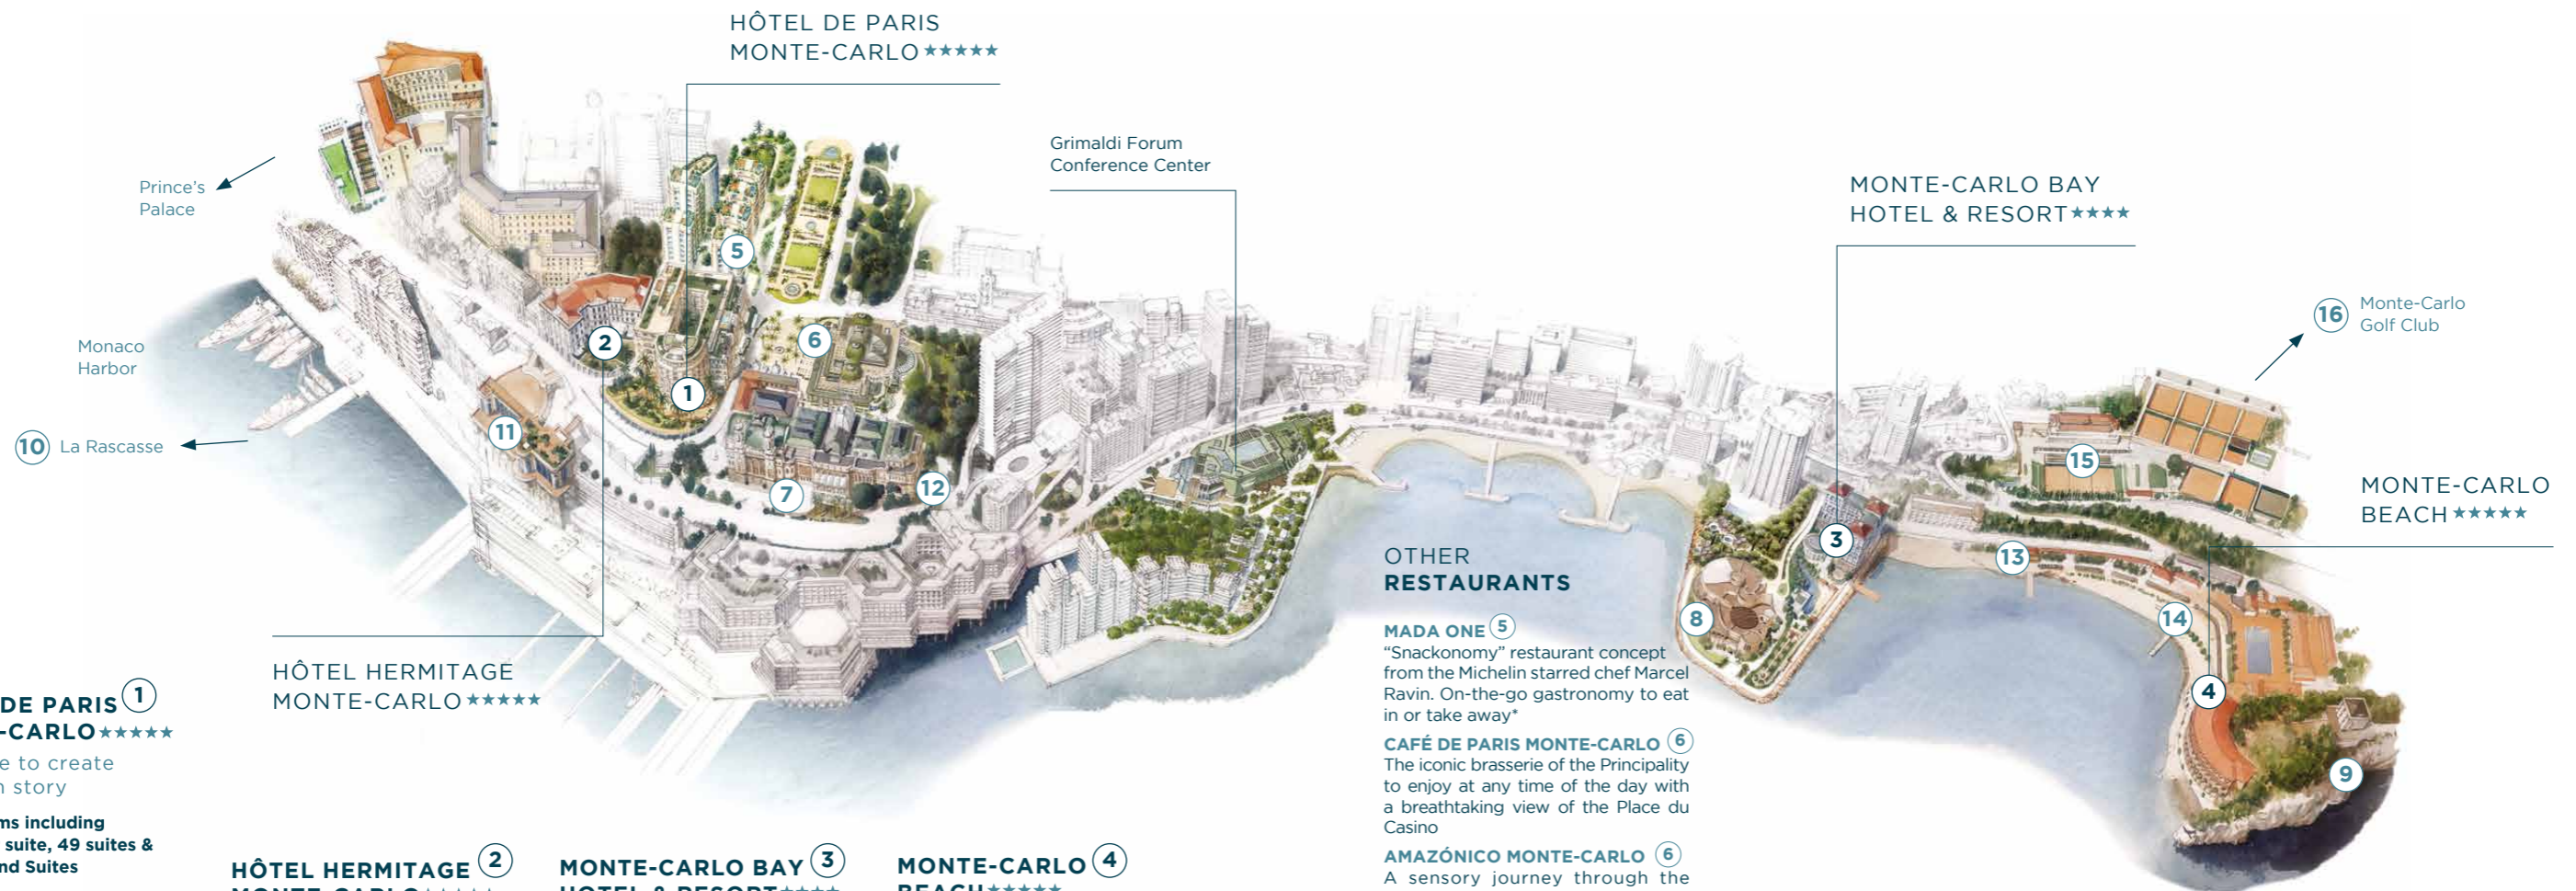 HÔTEL DE PARIS
MONTE-CARLO ★★★★★
Grimaldi Forum
Conference Center
MONTE-CARLO BAY
HOTEL & RESORT ★★★★
Prince's
Palace
Monaco
Harbor
10 La Rascasse
16 Monte-Carlo
Golf Club
MONTE-CARLO
BEACH ★★★★★
5
2
6
1
11
7
12
3
15
13
8
14
4
9
HÔTEL HERMITAGE
MONTE-CARLO ★★★★★
DE PARIS 1
-CARLO ★★★★★
e to create
story
including
suite, 49 suites &
Suites
HÔTEL HERMITAGE 2
MONTE-CARLO ★★★★★
MONTE-CARLO BAY 3
HOTEL & RESORT ★★★★
MONTE-CARLO 4
BEACH ★★★★★
OTHER
RESTAURANTS
MADA ONE 5
“Snackonomy” restaurant concept
from the Michelin starred chef Marcel
Ravin. On-the-go gastronomy to eat
in or take away*
CAFÉ DE PARIS MONTE-CARLO 6
The iconic brasserie of the Principality
to enjoy at any time of the day with
a breathtaking view of the Place du
Casino
AMAZÓNICO MONTE-CARLO 6
A sensory journey through the